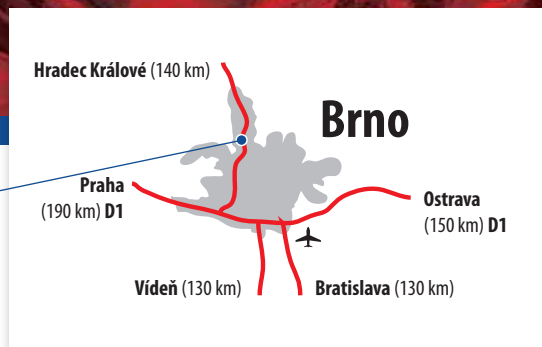 Hradec Králové (140 km)
Brno
Praha
(190 km) D1
Ostrava
(150 km) D1
Vídeň (130 km)
Bratislava (130 km)